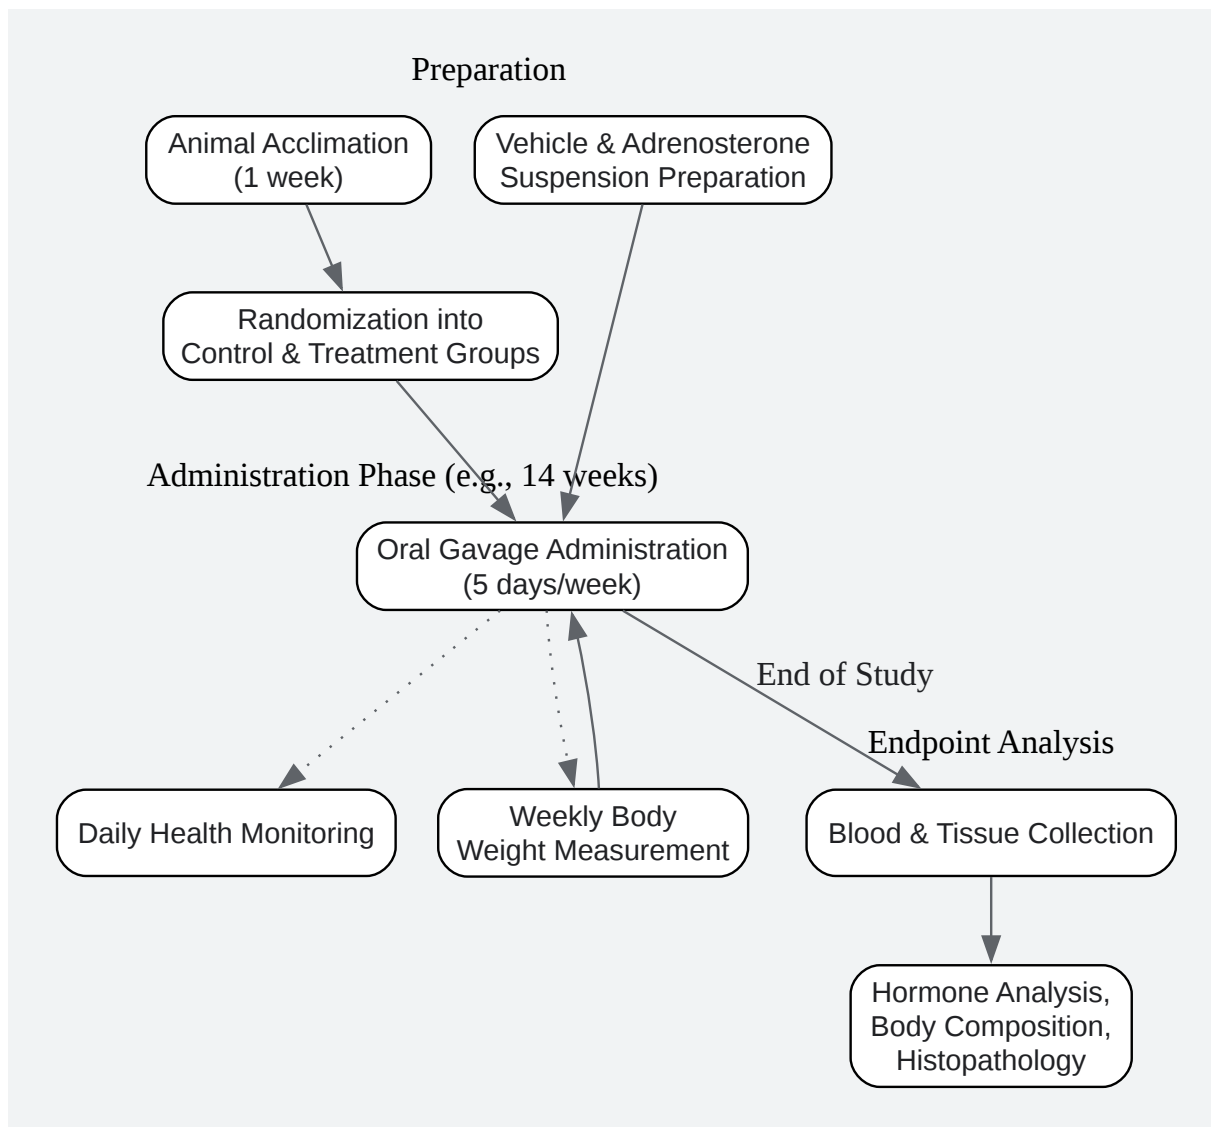 Preparation
Animal Acclimation
(1 week)
Vehicle & Adrenosterone
Suspension Preparation
Randomization into
Control & Treatment Groups
Administration Phase (e.g., 14 weeks)
Oral Gavage Administration
(5 days/week)
End of Study
Endpoint Analysis
Daily Health Monitoring
Weekly Body
Weight Measurement
Blood & Tissue Collection
Hormone Analysis,
Body Composition,
Histopathology